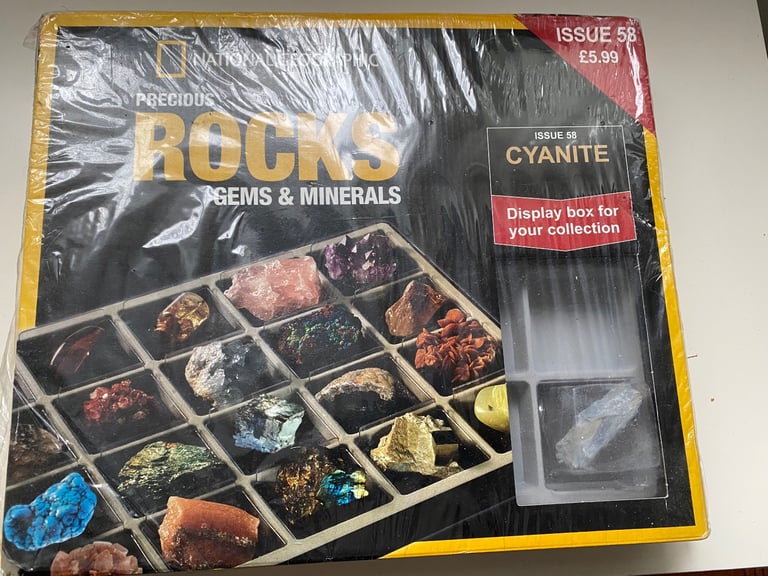 NATIONAL GEOGRAPHIC
PRECIOUS
ROCKS
GEMS & MINERALS
ISSUE 58
£5.99
ISSUE 58
CYANITE
Display box for
your collection